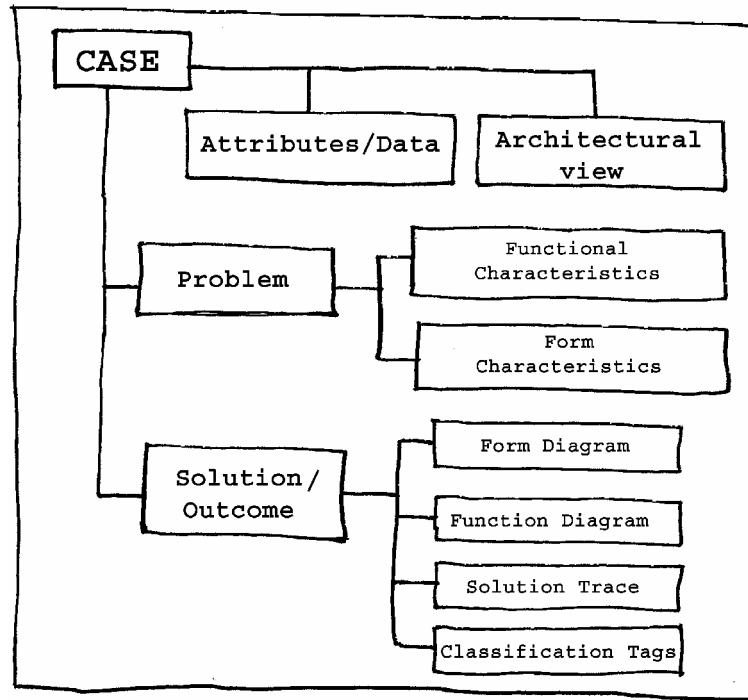 CASE
Attributes/Data
Architectural
view
Problem
Functional
Characteristics
Form
Characteristics
Solution/
Outcome
Form Diagram
Function Diagram
Solution Trace
Classification Tags